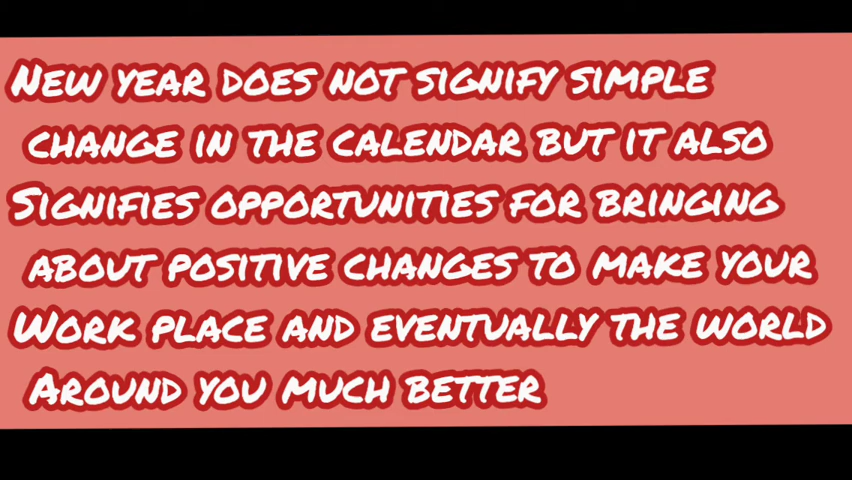 New year does not signify simple
change in the calendar but it also
Signifies opportunities for bringing
about positive changes to make your
Work place and eventually the world
Around you much better